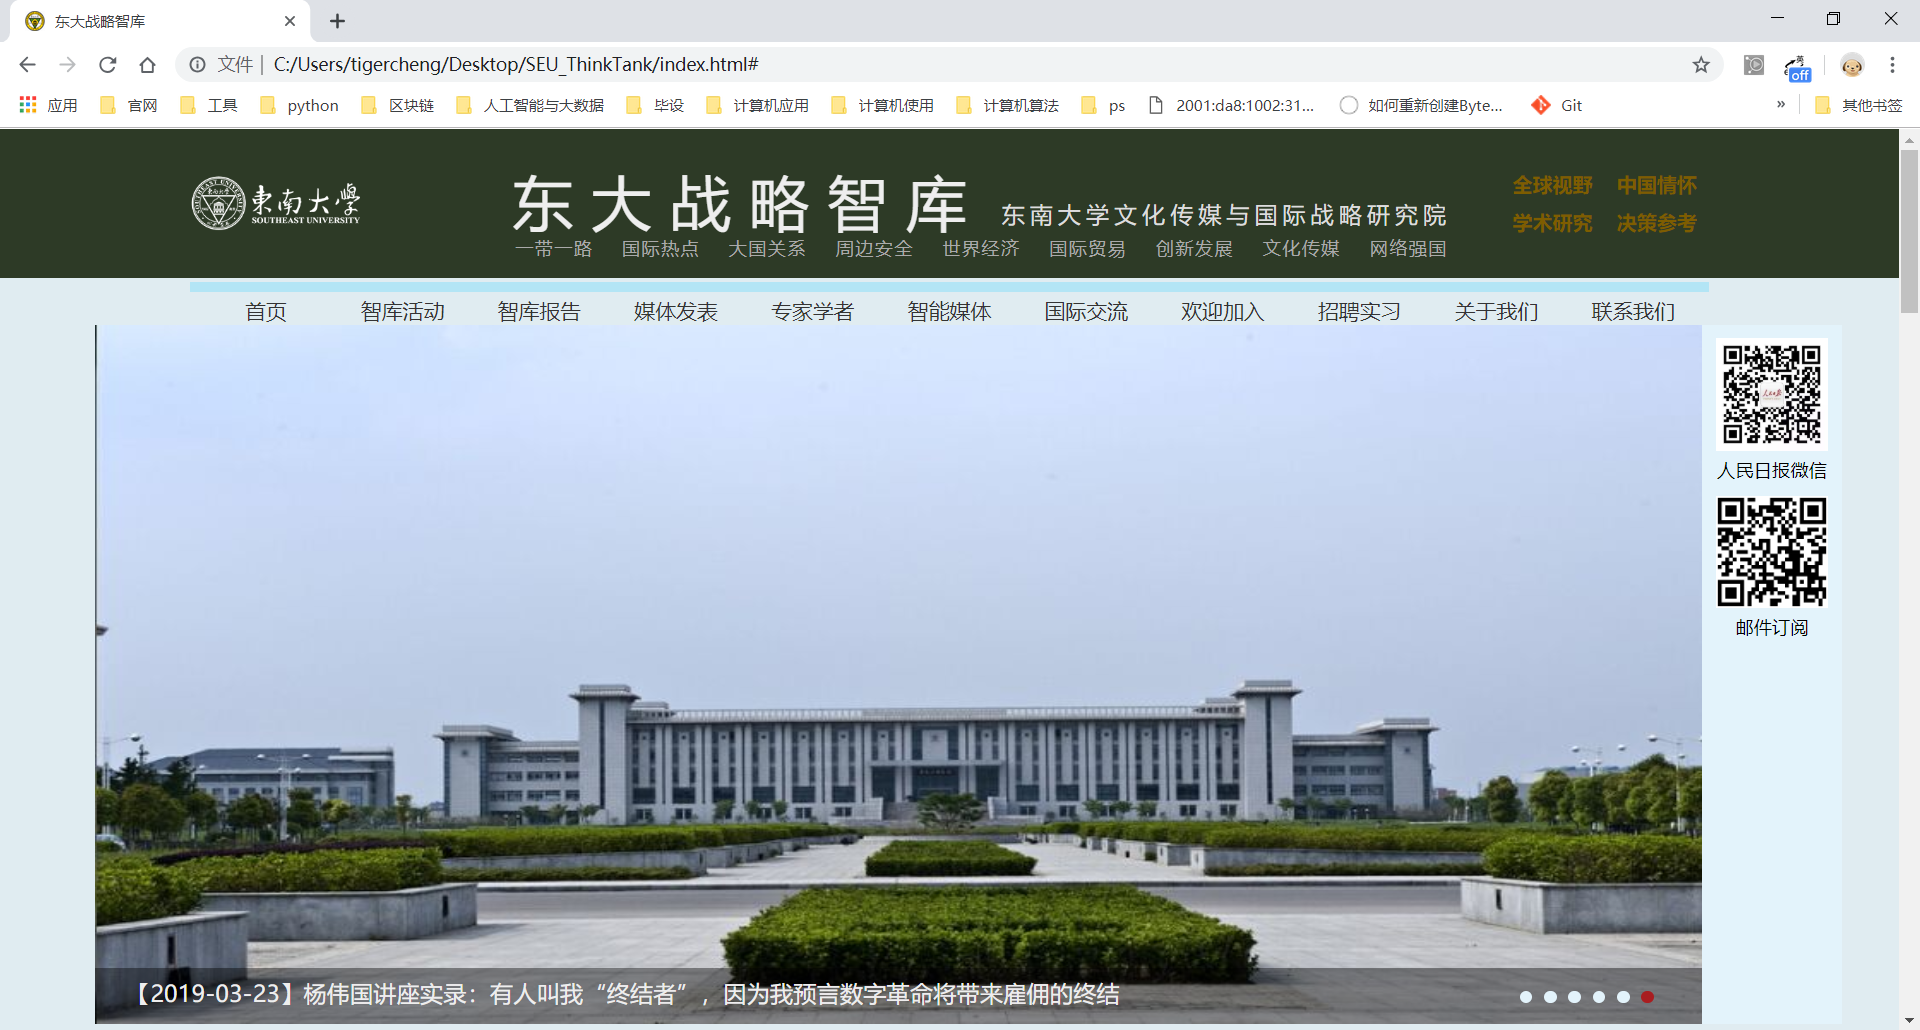 东大战略智库
文件 | C:/Users/tigercheng/Desktop/SEU_ThinkTank/index.html#
英
off
应用 官网 工具 python 区块链 人工智能与大数据 毕设 计算机应用 计算机使用 计算机算法 ps 2001:da8:1002:31... 如何重新创建Byte... Git » 其他书签
東南大學
SOUTHEAST UNIVERSITY
东大战略智库 东南大学文化传媒与国际战略研究院
一带一路 国际热点 大国关系 周边安全 世界经济 国际贸易 创新发展 文化传媒 网络强国
全球视野 中国情怀
学术研究 决策参考
首页 智库活动 智库报告 媒体发表 专家学者 智能媒体 国际交流 欢迎加入 招聘实习 关于我们 联系我们
人民日报
人民日报微信
邮件订阅
【2019-03-23】杨伟国讲座实录：有人叫我“终结者”，因为我预言数字革命将带来雇佣的终结